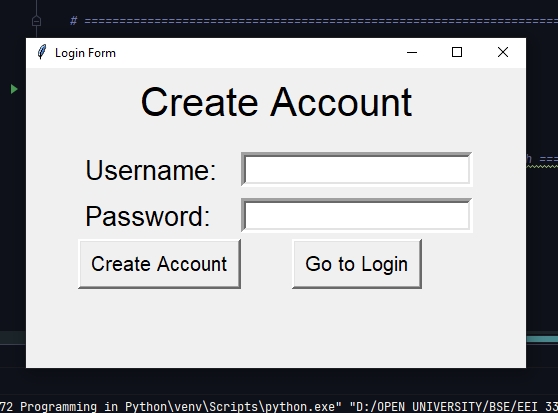 # ============================================================
Login Form
Create Account
Username:
Password:
Create Account
Go to Login
72 Programming in Python\venv\Scripts\python.exe" "D:/OPEN UNIVERSITY/BSE/EEI 33